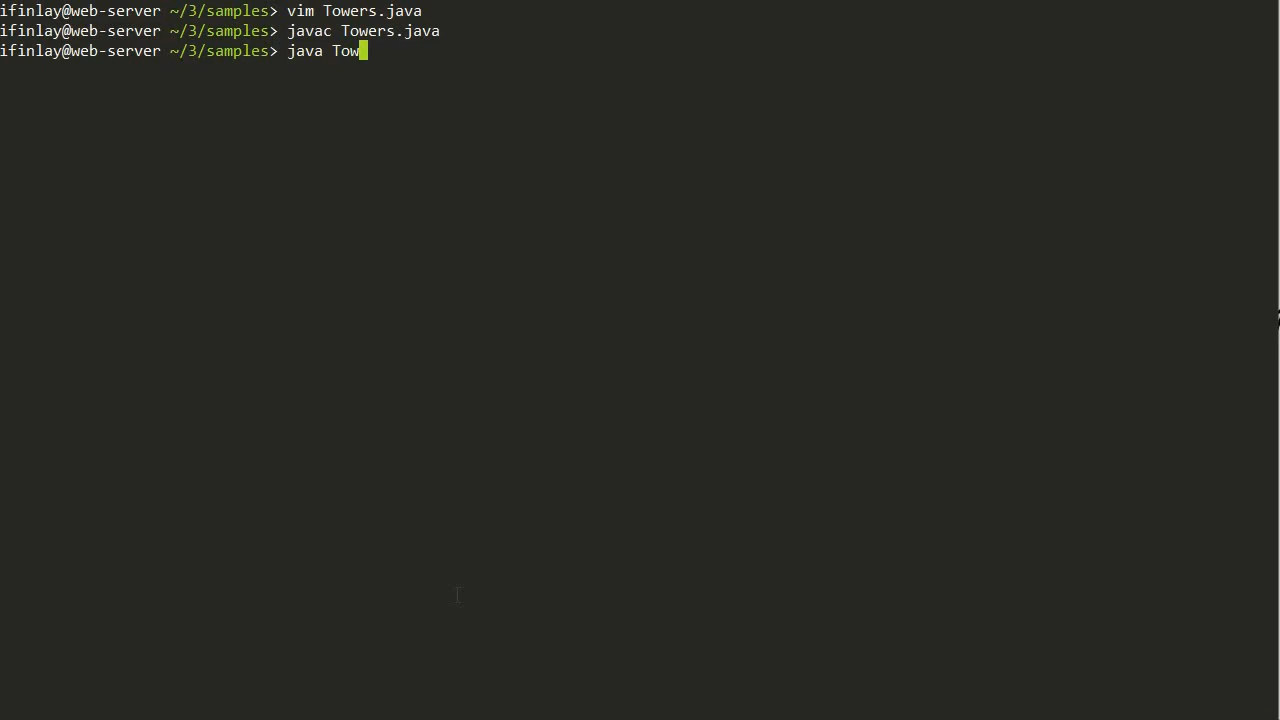 ifinlay@web-server ~/3/samples> vim Towers.java
ifinlay@web-server ~/3/samples> javac Towers.java
ifinlay@web-server ~/3/samples> java Tow